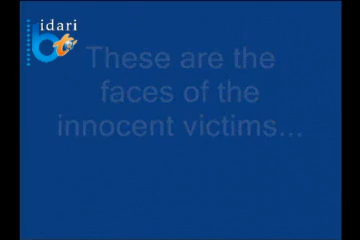 idari
These are the
faces of the
innocent victims...